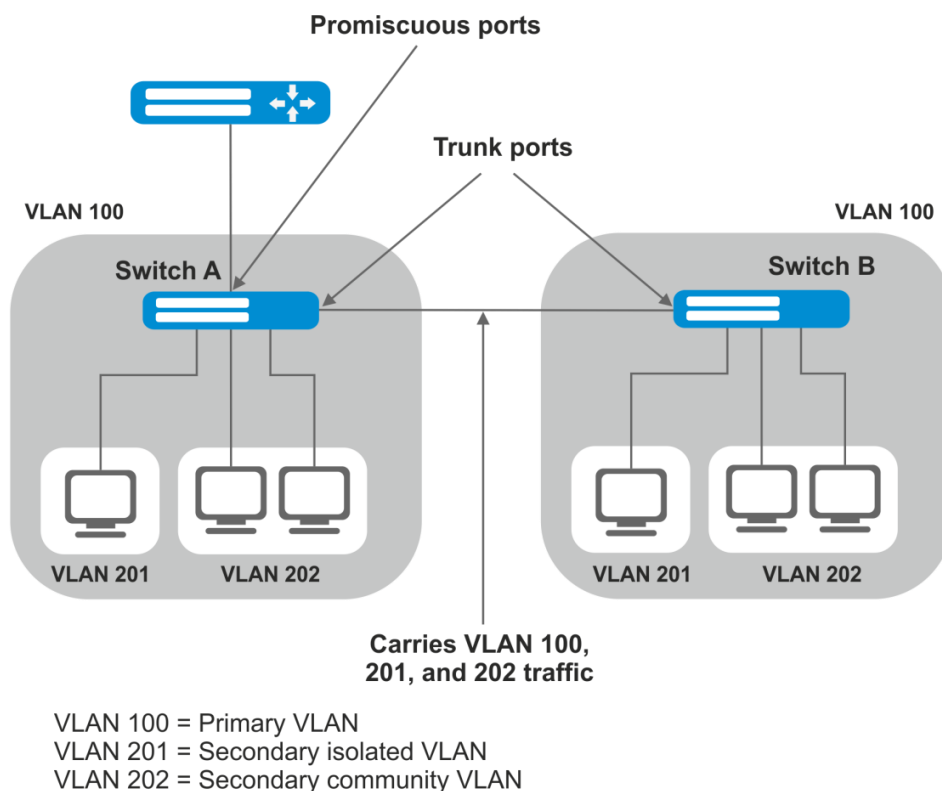 Promiscuous ports
Trunk ports
VLAN 100
VLAN 100
Switch A
Switch B
VLAN 201
VLAN 202
VLAN 201
VLAN 202
Carries VLAN 100,
201, and 202 traffic
VLAN 100 = Primary VLAN
VLAN 201 = Secondary isolated VLAN
VLAN 202 = Secondary community VLAN